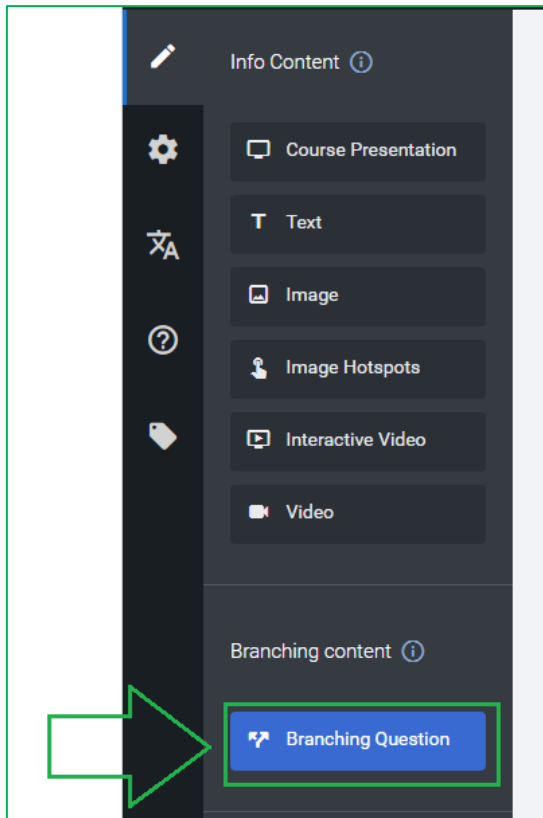 Info Content
Course Presentation
Text
Image
Image Hotspots
Interactive Video
Video
Branching content
Branching Question